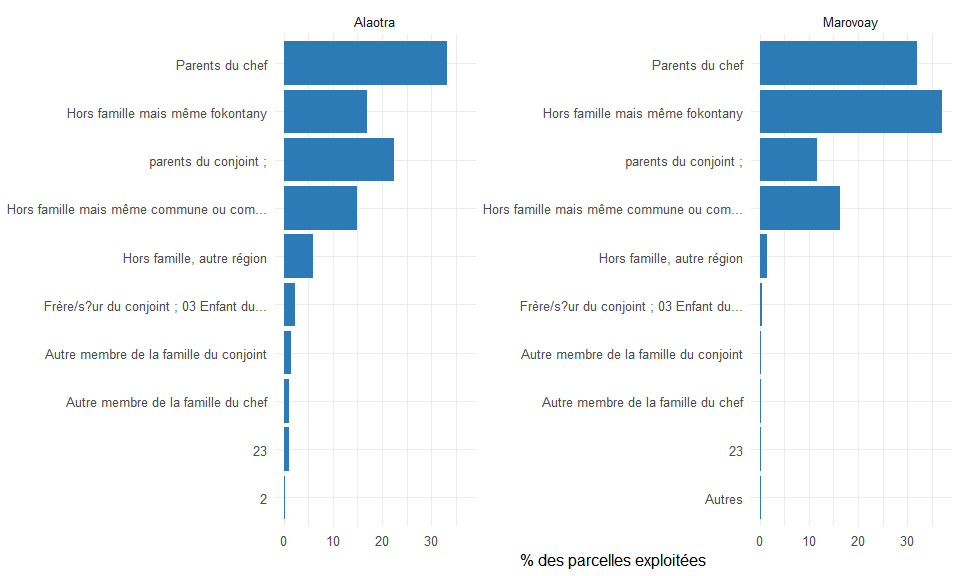 Alaotra
Parents du chef
Hors famille mais même fokontany
parents du conjoint ;
Hors famille mais même commune ou com...
Hors famille, autre région
Frère/s?ur du conjoint ; 03 Enfant du...
Autre membre de la famille du conjoint
Autre membre de la famille du chef
23
2
0 10 20 30
Marovoay
Parents du chef
Hors famille mais même fokontany
parents du conjoint ;
Hors famille mais même commune ou com...
Hors famille, autre région
Frère/s?ur du conjoint ; 03 Enfant du...
Autre membre de la famille du conjoint
Autre membre de la famille du chef
23
Autres
0 10 20 30
% des parcelles exploitées